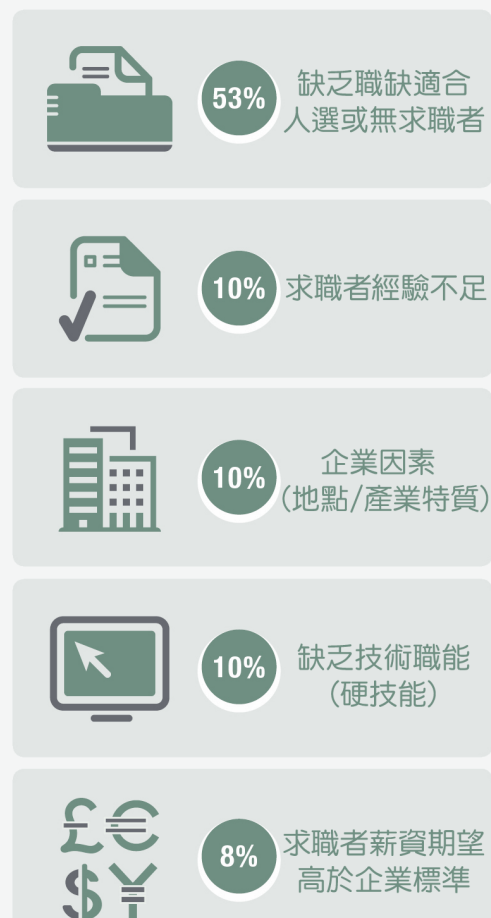 53%
缺乏職缺適合
人選或無求職者
10%
求職者經驗不足
10%
企業因素
(地點/產業特質)
10%
缺乏技術職能
(硬技能)
8%
求職者薪資期望
高於企業標準